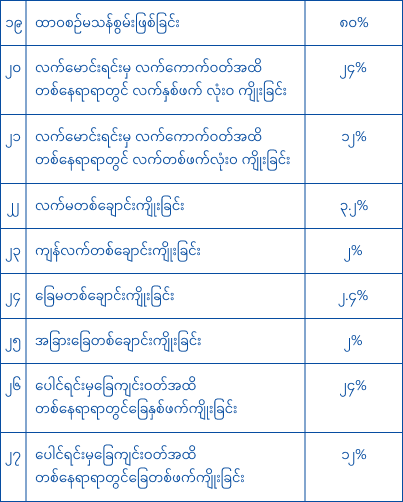 ၁၉ ထာဝစဉ်မသန်စွမ်းဖြစ်ခြင်း ၈၀%
၂၀ လက်မောင်းရင်းမှ လက်ကောက်ဝတ်အထိ ၂၄%
တစ်နေရာရာတွင် လက်နှစ်ဖက် လုံးဝ ကျိုးခြင်း
၂၁ လက်မောင်းရင်းမှ လက်ကောက်ဝတ်အထိ ၁၂%
တစ်နေရာရာတွင် လက်တစ်ဖက်လုံးဝ ကျိုးခြင်း
၂၂ လက်မတစ်ချောင်းကျိုးခြင်း ၃.၂%
၂၃ ကျန်လက်တစ်ချောင်းကျိုးခြင်း ၂%
၂၄ ခြေမတစ်ချောင်းကျိုးခြင်း ၂.၄%
၂၅ အခြားခြေတစ်ချောင်းကျိုးခြင်း ၂%
၂၆ ပေါင်ရင်းမှခြေကျင်းဝတ်အထိ ၂၄%
တစ်နေရာရာတွင်ခြေနှစ်ဖက်ကျိုးခြင်း
၂၇ ပေါင်ရင်းမှခြေကျင်းဝတ်အထိ ၁၂%
တစ်နေရာရာတွင်ခြေတစ်ဖက်ကျိုးခြင်း